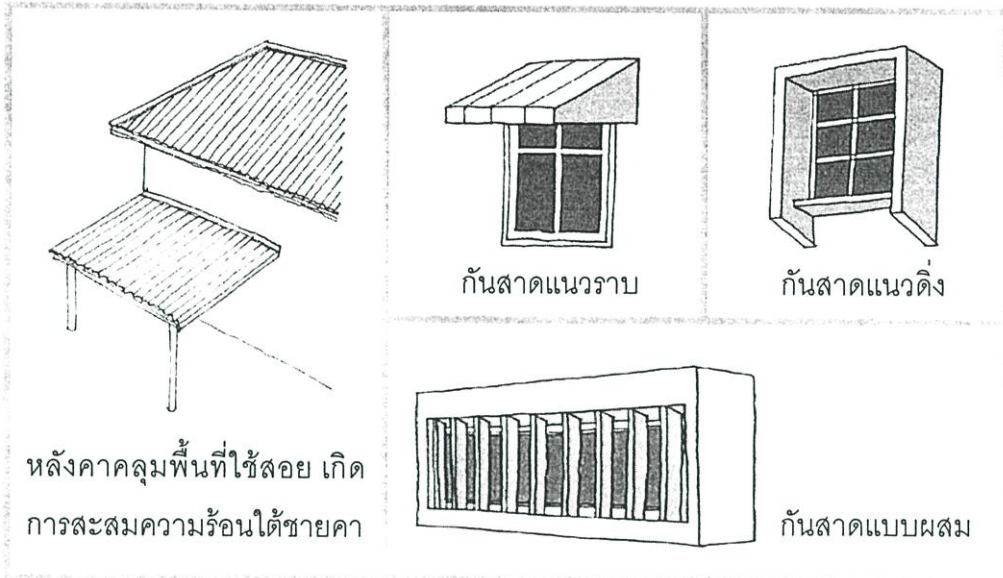 กันสาดแนวราบ
กันสาดแนวดิ่ง
หลังคาคลุมพื้นที่ใช้สอย เกิด
การสะสมความร้อนใต้ชายคา
กันสาดแบบผสม